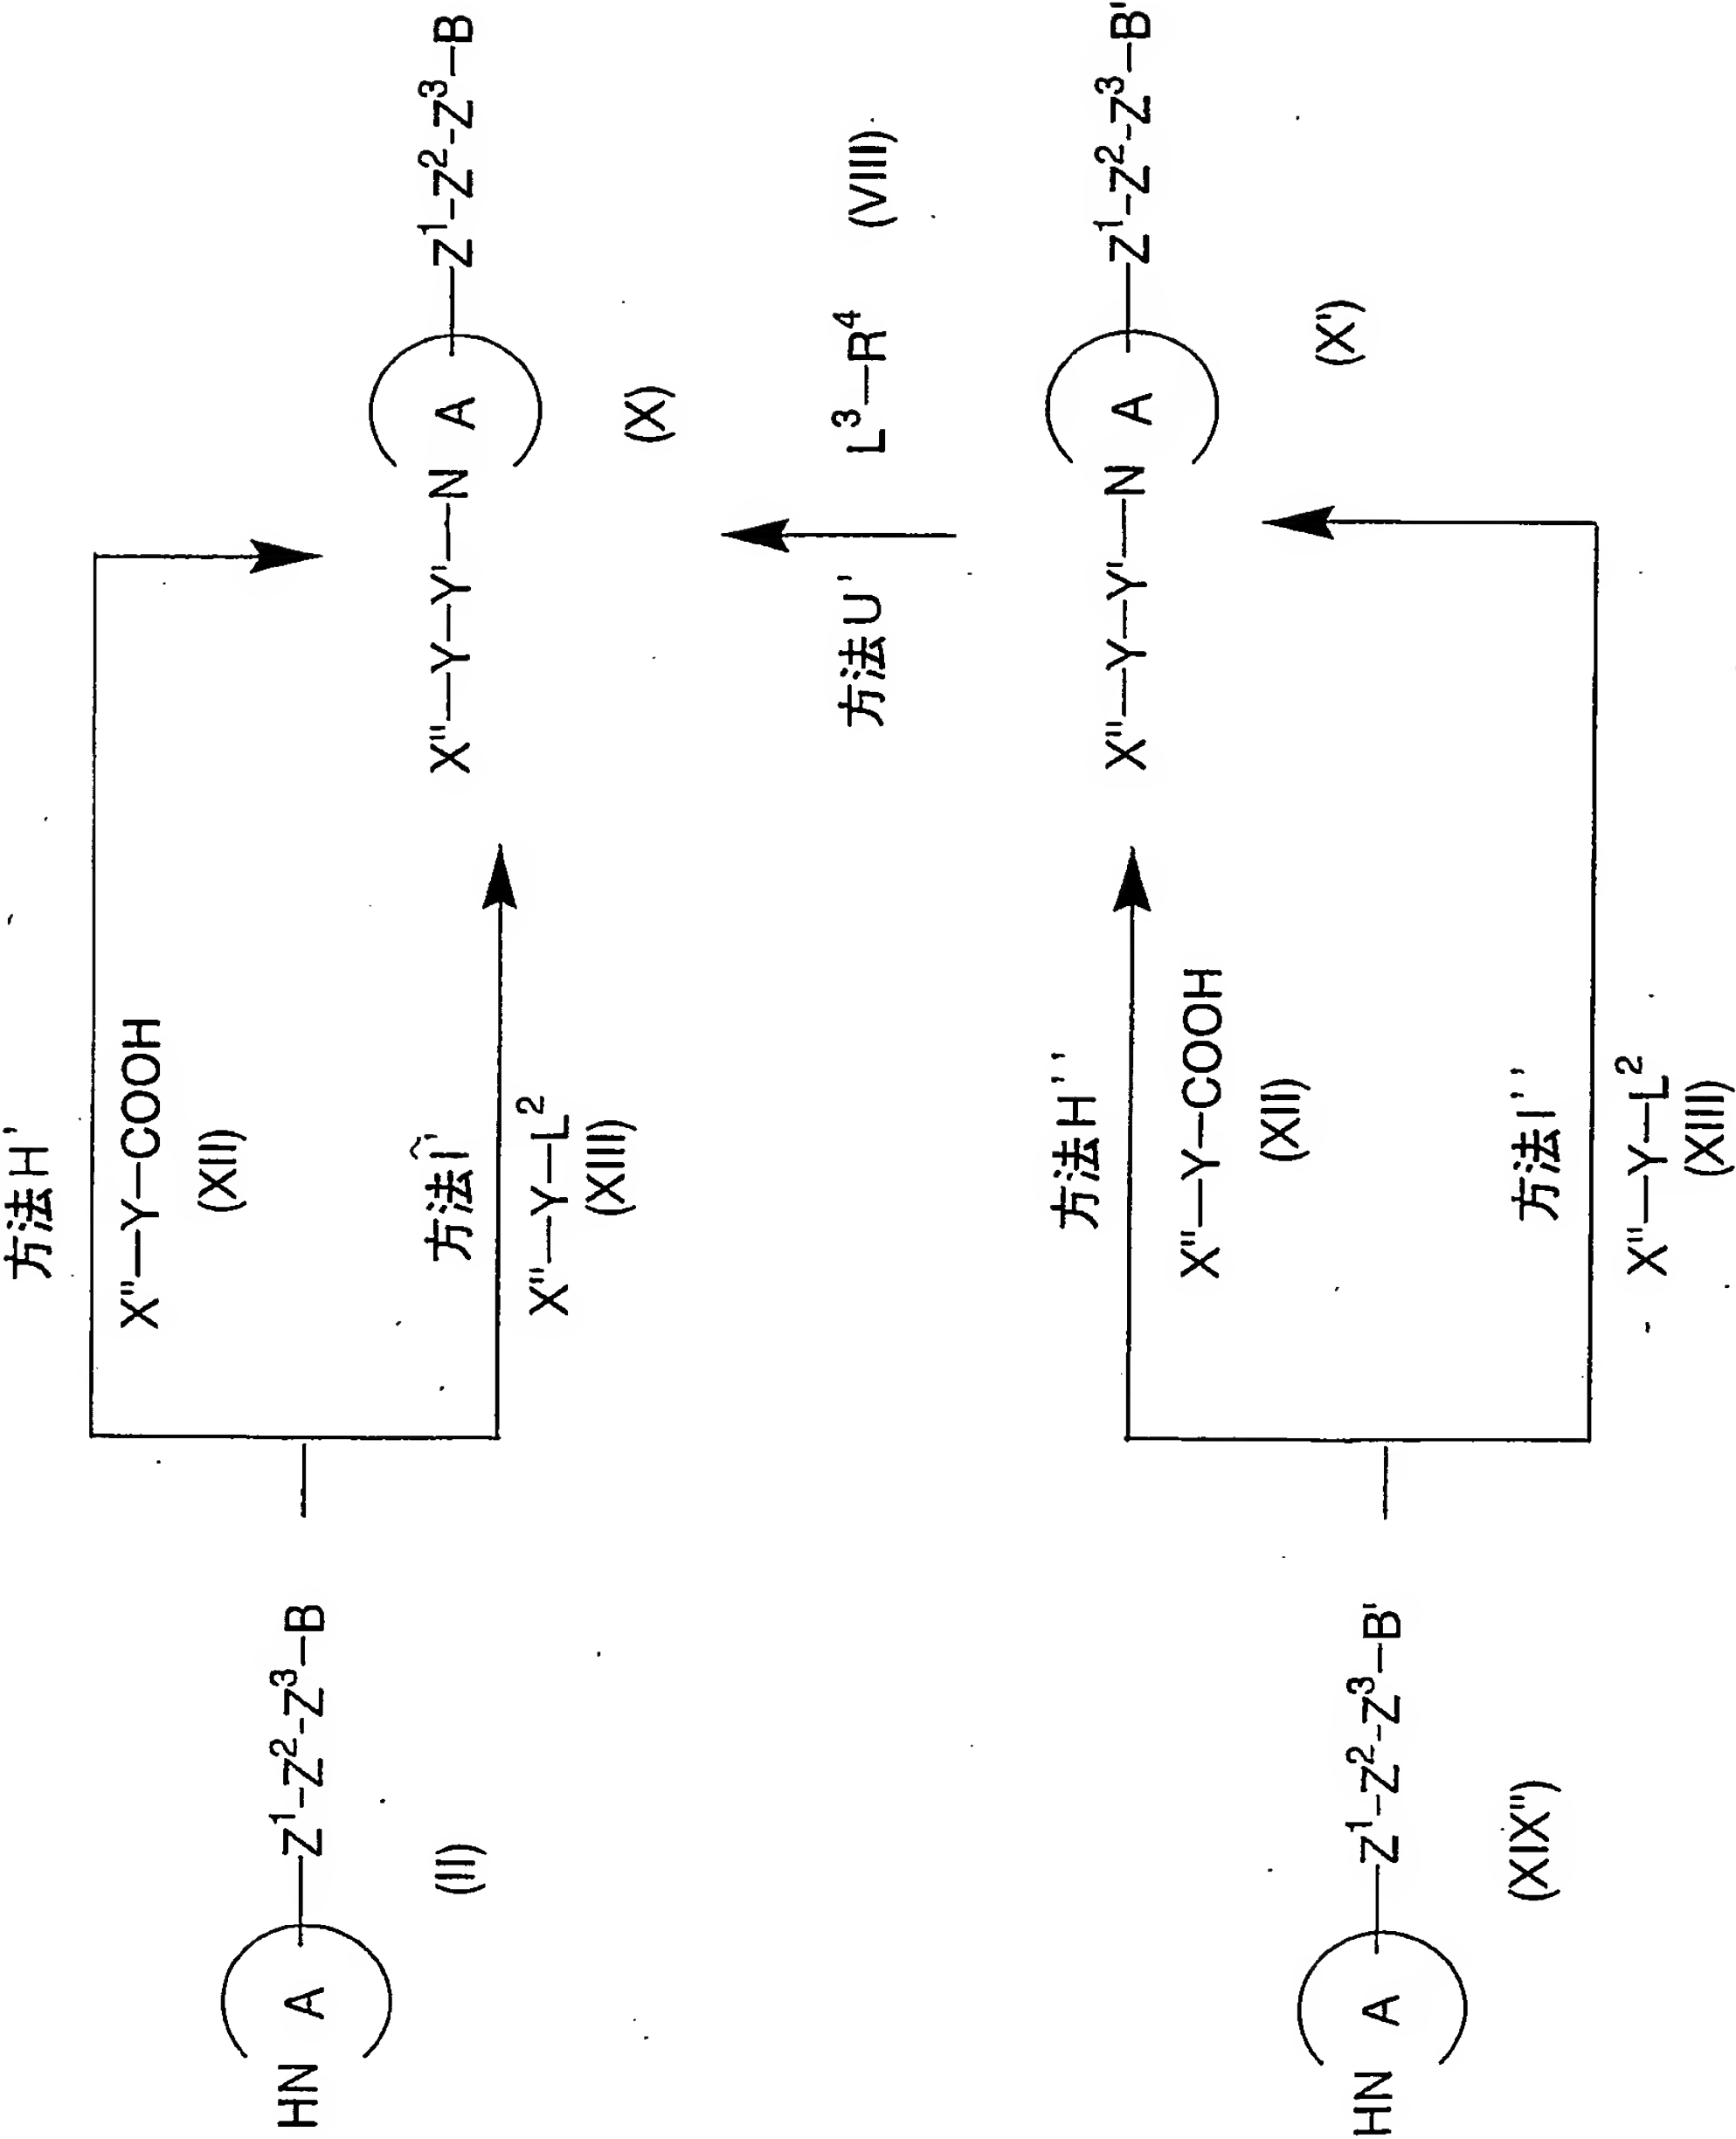 方法H'
X''—Y—COOH
(XII)
HN A —Z¹-Z²-Z³—B
(II)
方法I'
X''—Y—L²
(XIII)
X''—Y—Y'—N A —Z¹-Z²-Z³—B
(X)
方法U' L³—R⁴ (VIII)
方法H''
X''—Y—COOH
(XII)
X''—Y—Y'—N A —Z¹-Z²-Z³—B'
(X')
HN A —Z¹-Z²-Z³—B'
(XIX'')
方法I''
X''—Y—L²
(XIII)